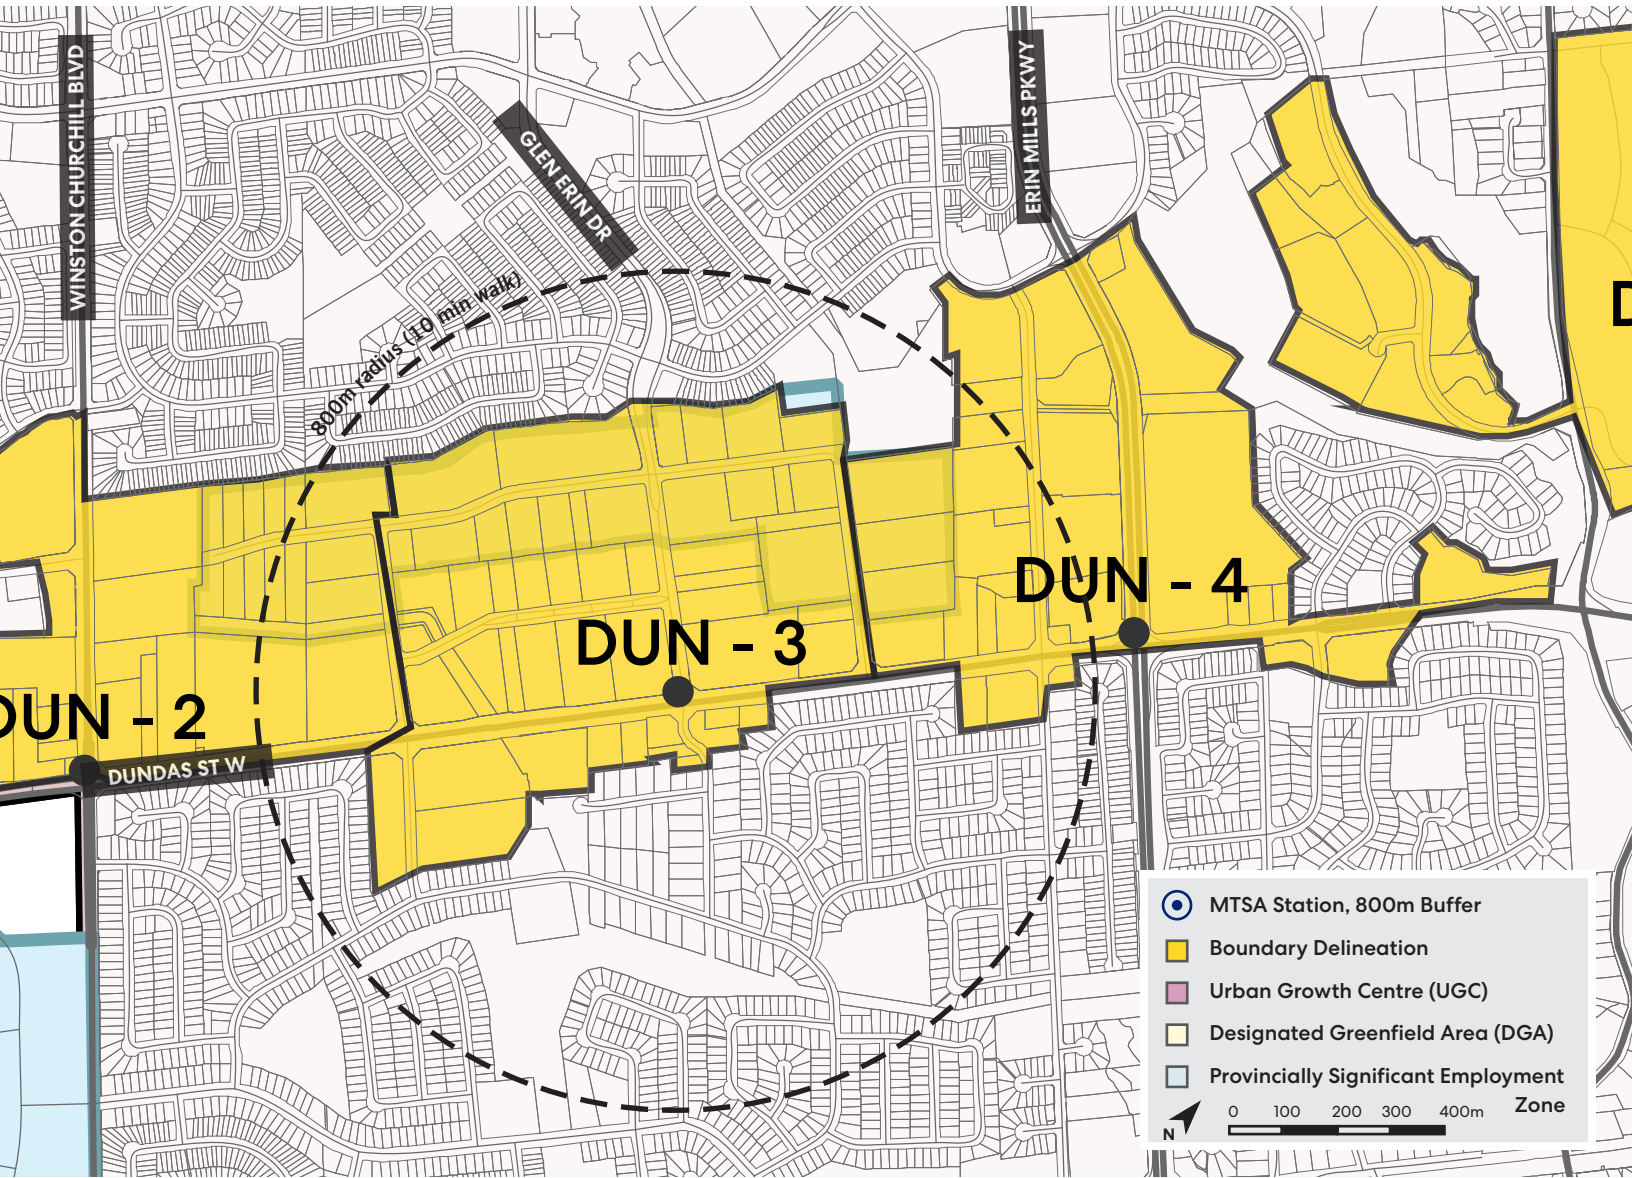 WINSTON CHURCHILL BLVD
GLEN ERIN DR
ERIN MILLS PKWY
800m radius (10 min walk)
D
DUN - 4
DUN - 3
DUN - 2
DUNDAS ST W
MTSA Station, 800m Buffer
Boundary Delineation
Urban Growth Centre (UGC)
Designated Greenfield Area (DGA)
Provincially Significant Employment
Zone
N
0 100 200 300 400m